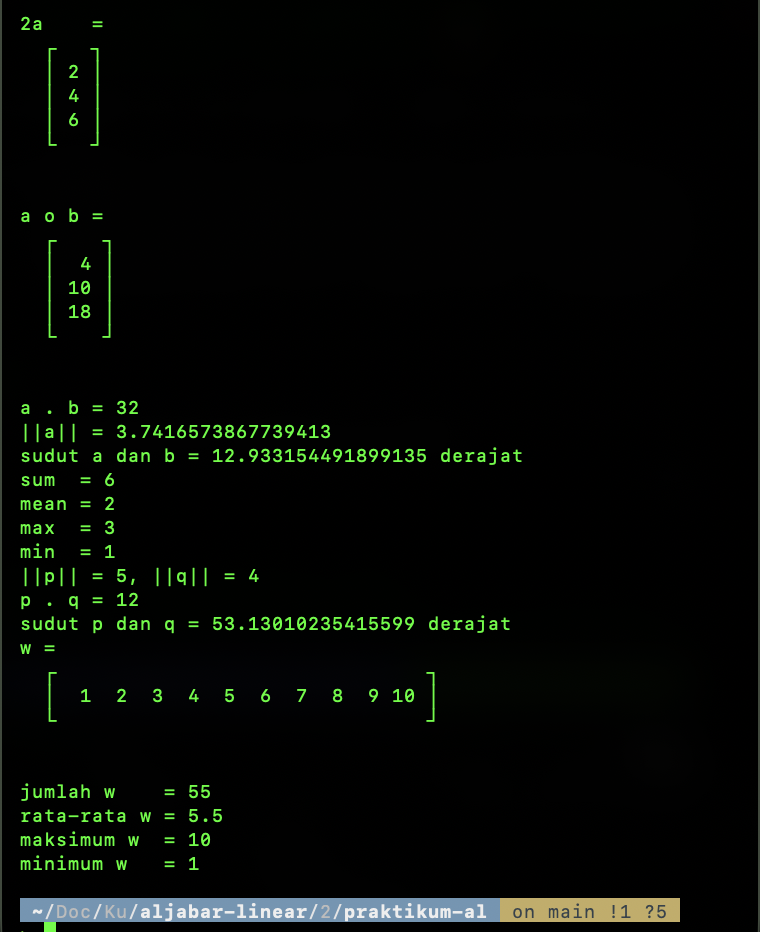 2a    =
2
4
6
a o b =
4
10
18
a . b = 32
||a|| = 3.7416573867739413
sudut a dan b = 12.933154491899135 derajat
sum  = 6
mean = 2
max  = 3
min  = 1
||p|| = 5, ||q|| = 4
p . q = 12
sudut p dan q = 53.13010235415599 derajat
w =
1  2  3  4  5  6  7  8  9 10
jumlah w    = 55
rata-rata w = 5.5
maksimum w  = 10
minimum w   = 1
~/Doc/Ku/aljabar-linear/2/praktikum-al  on main !1 ?5